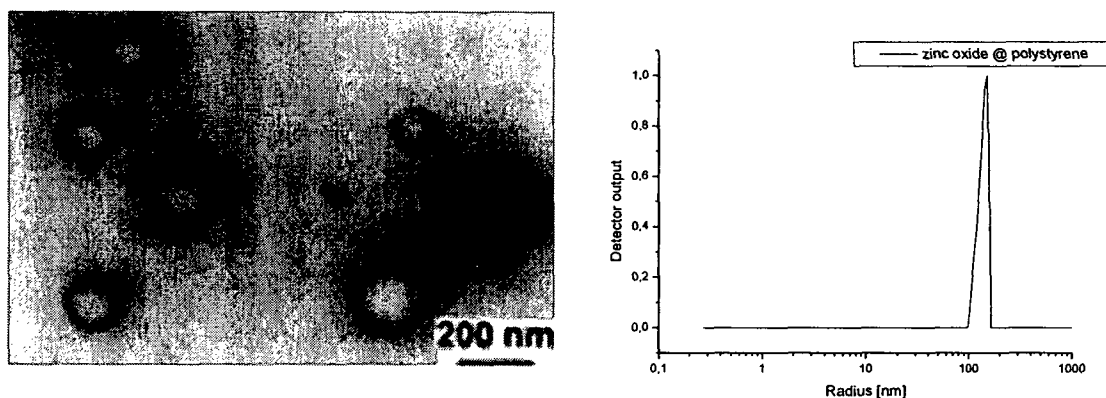 200 nm
zinc oxide @ polystyrene
Detector output
1,0
0,8
0,6
0,4
0,2
0,0
0,1 1 10 100 1000
Radius [nm]